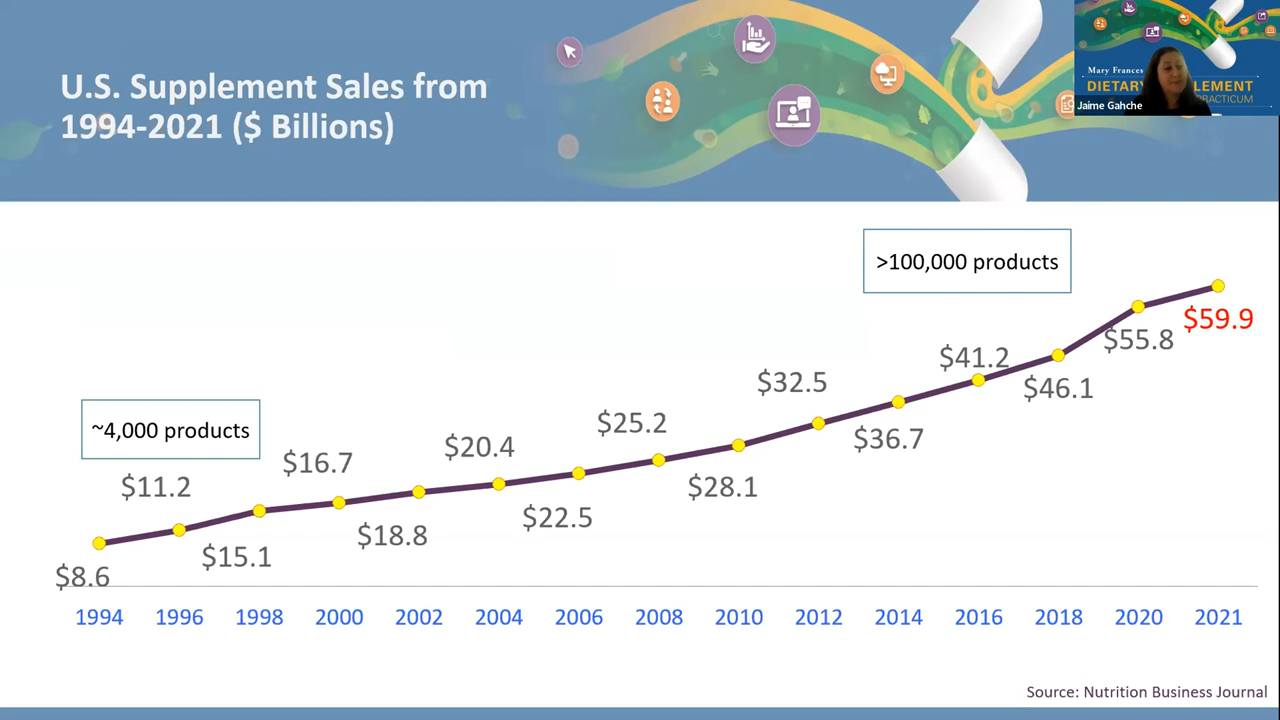 U.S. Supplement Sales from
1994-2021 ($ Billions)
Mary Frances
DIETARY
LEMENT
RACTICUM
Jaime Gahche
>100,000 products
~4,000 products
$8.6
$11.2
$15.1
$16.7
$18.8
$20.4
$22.5
$25.2
$28.1
$32.5
$36.7
$41.2
$46.1
$55.8
$59.9
1994 1996 1998 2000 2002 2004 2006 2008 2010 2012 2014 2016 2018 2020 2021
Source: Nutrition Business Journal